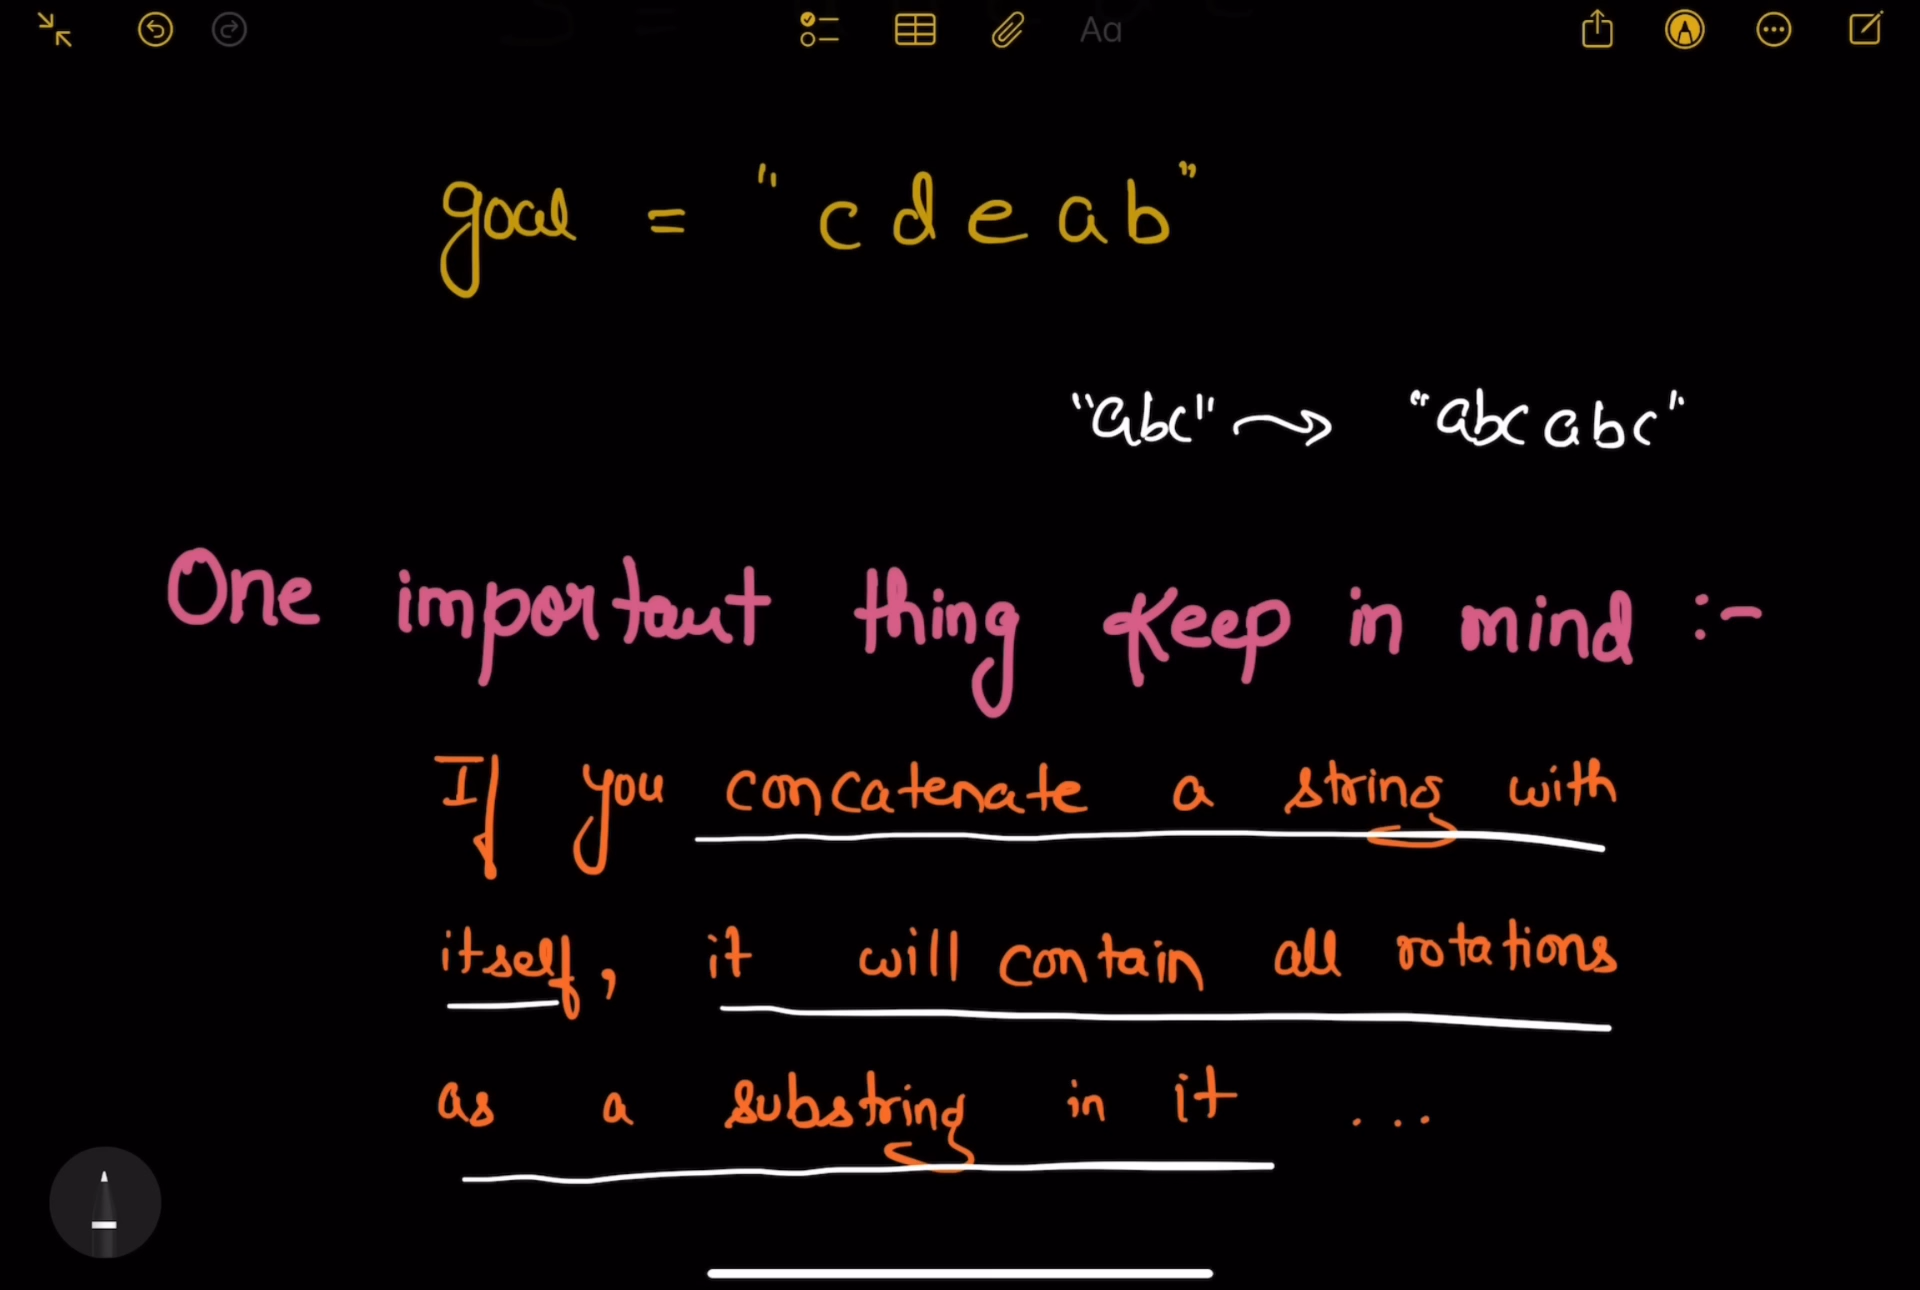 Aa
goal = "cdeab"
"abc" → "abcabc"
One important thing Keep in mind :-
If you concatenate a string with
itself, it will contain all rotations
as a substring in it ...